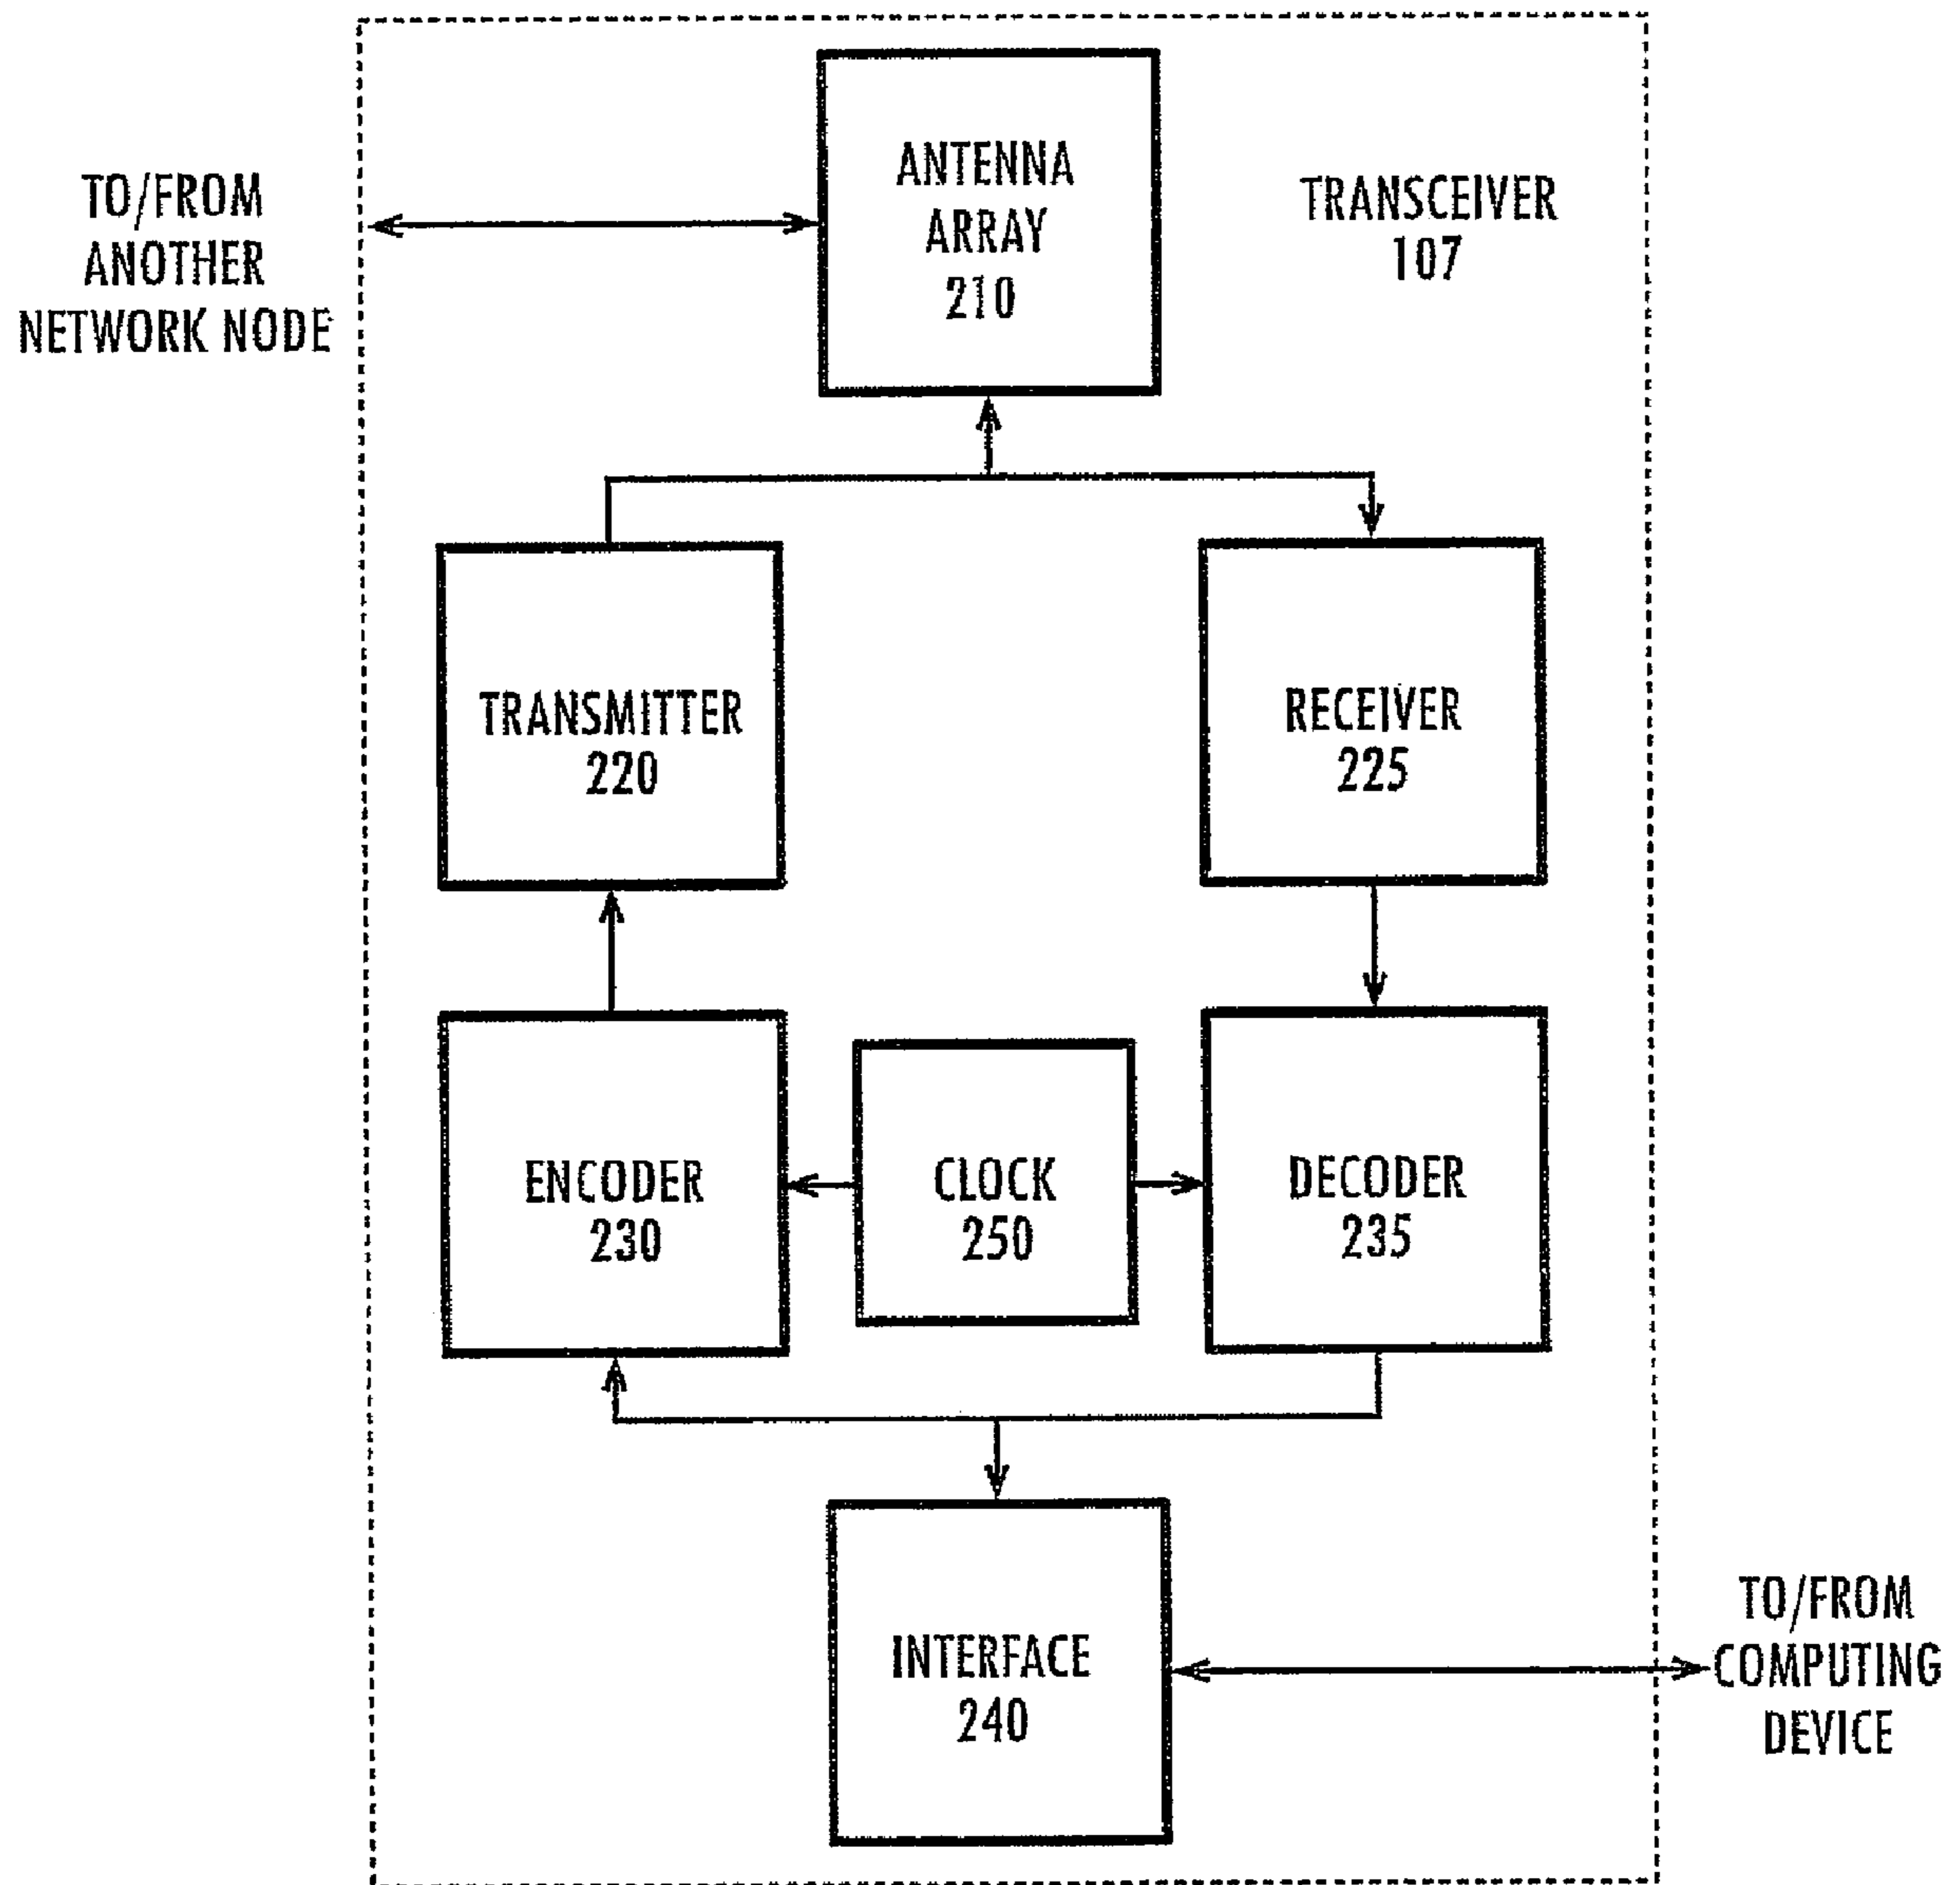 ANTENNA
ARRAY
210
TRANSCEIVER
107
TO/FROM
ANOTHER
NETWORK NODE
TRANSMITTER
220
RECEIVER
225
ENCODER
230
CLOCK
250
DECODER
235
INTERFACE
240
TO/FROM
COMPUTING
DEVICE